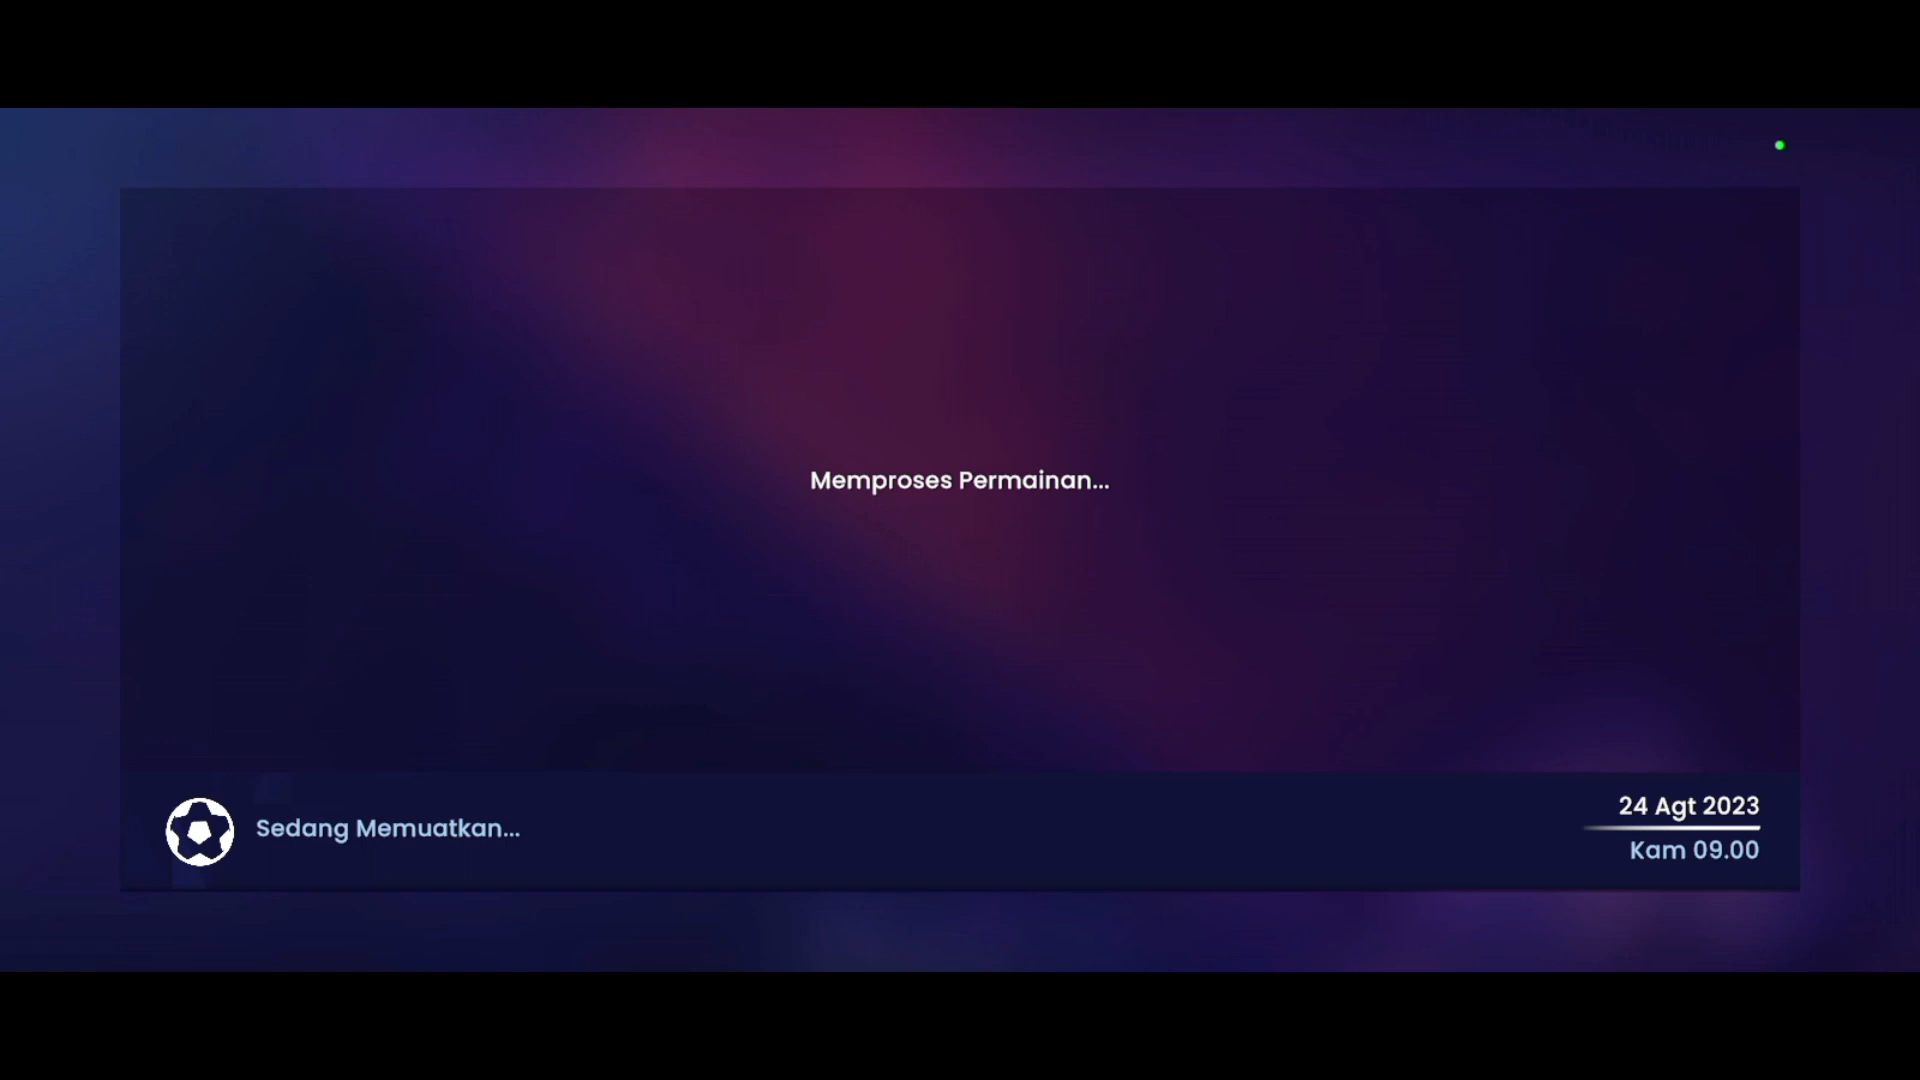 Memproses Permainan...
Sedang Memuatkan...
24 Agt 2023
Kam 09.00